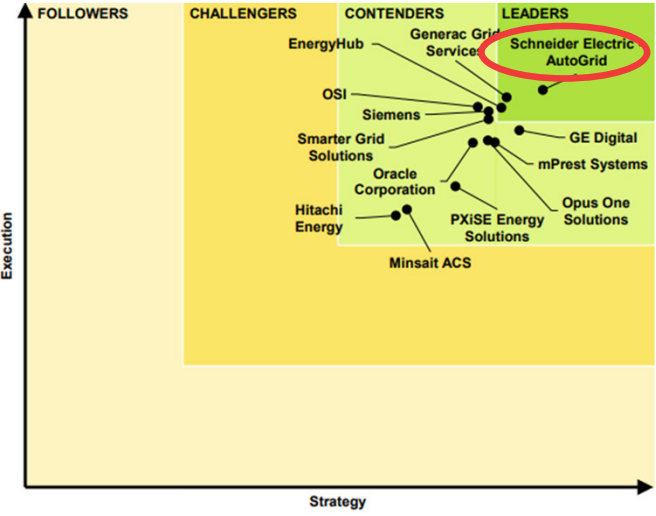 FOLLOWERS
CHALLENGERS
CONTENDERS
LEADERS
Generac Grid
Services
EnergyHub
Schneider Electric
AutoGrid
OSI
Siemens
Smarter Grid
Solutions
GE Digital
mPrest Systems
Oracle
Corporation
Opus One
Solutions
Hitachi
Energy
PXiSE Energy
Solutions
Minsait ACS
Execution
Strategy